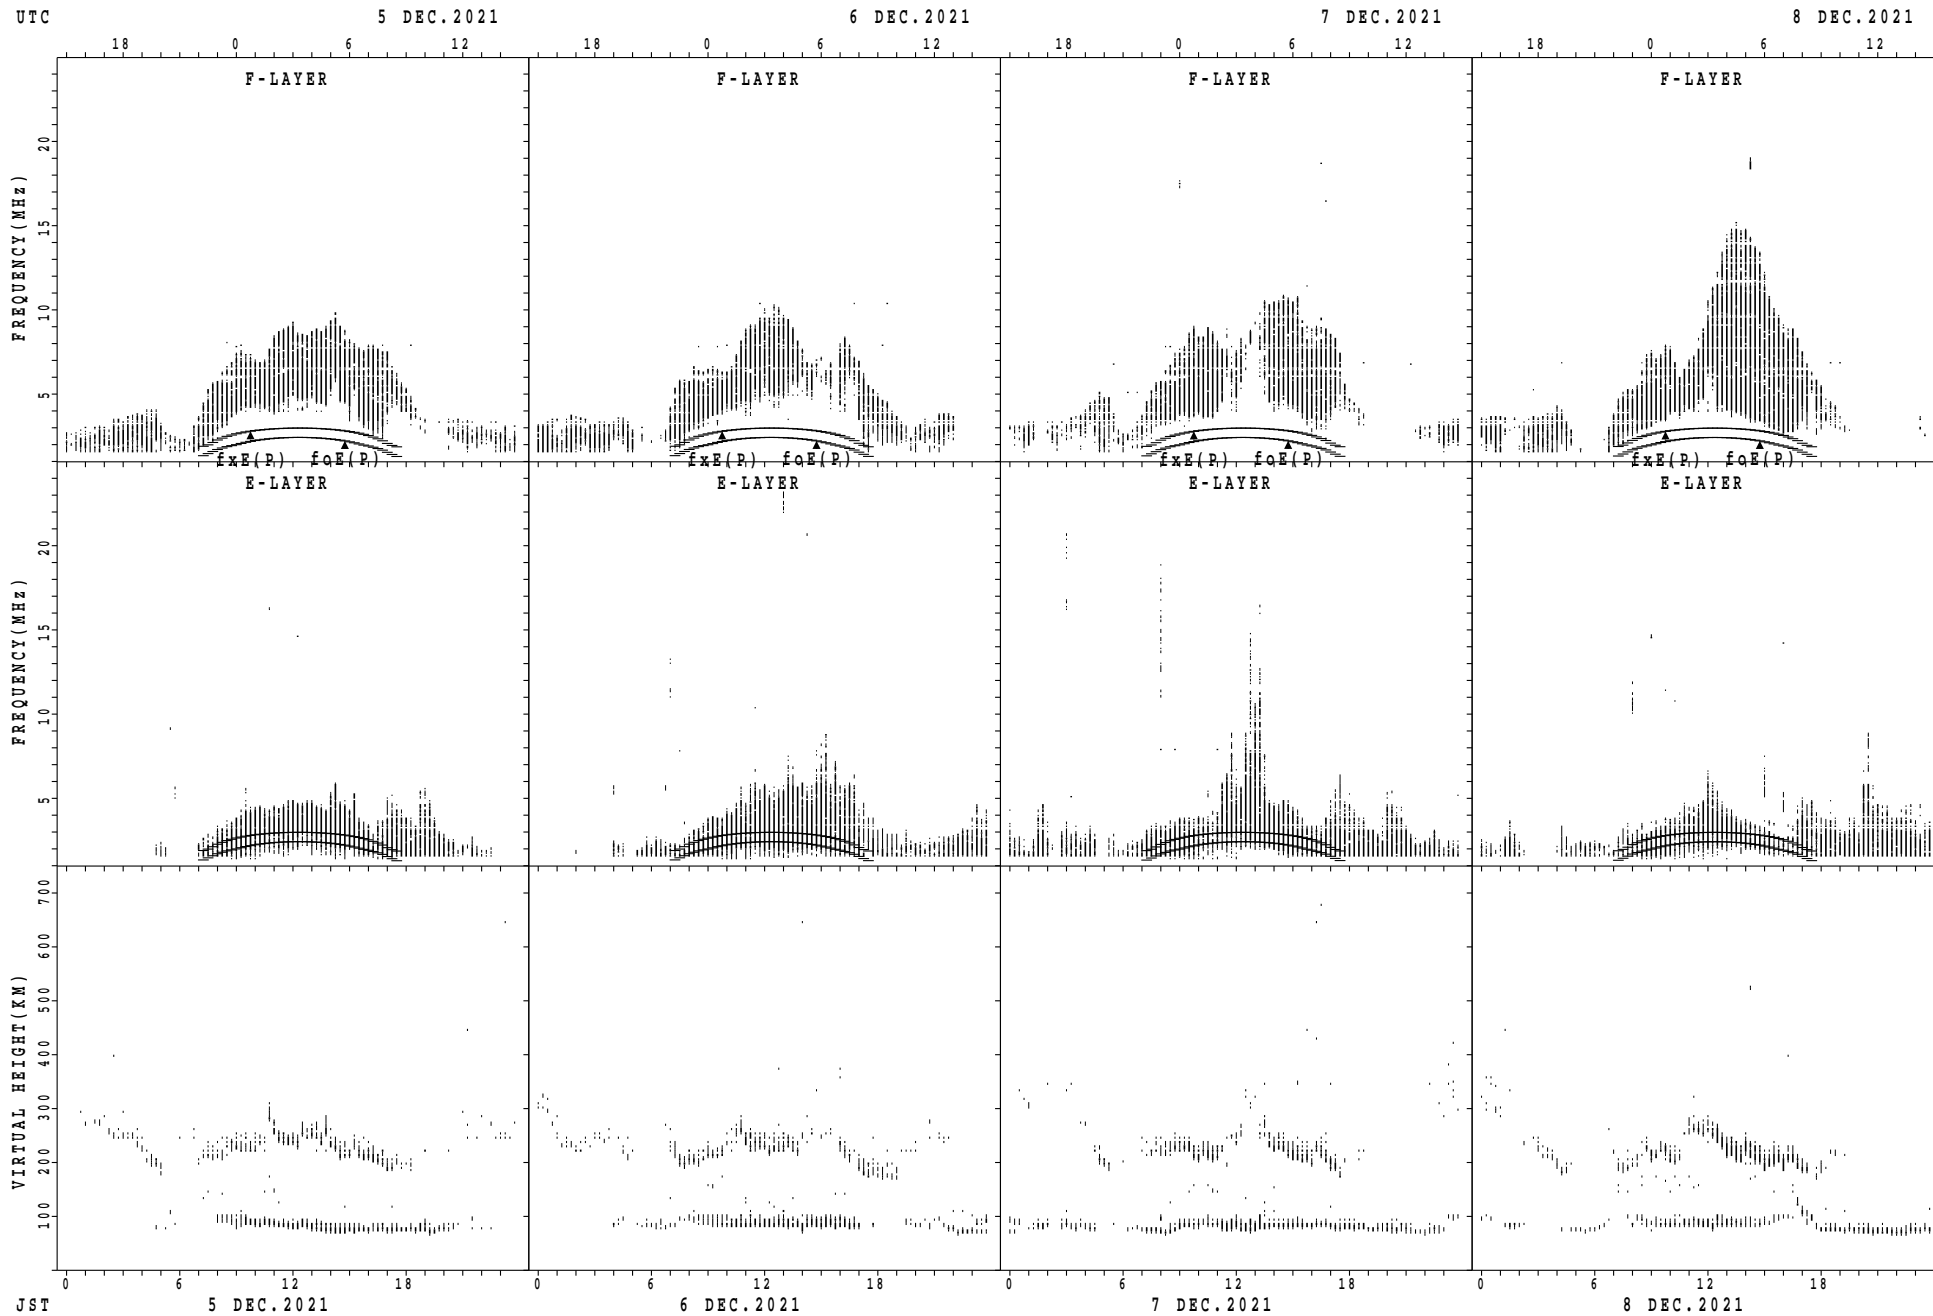 UTC 5 DEC.2021 6 DEC.2021 7 DEC.2021 8 DEC.2021
18 0 6 12 18 0 6 12 18 0 6 12 18 0 6 12
F-LAYER F-LAYER F-LAYER F-LAYER
FREQUENCY(MHz)
20
15
10
5
fxE(P) foE(P) fxE(P) foE(P) fxE(P) foE(P) fxE(P) foE(P)
E-LAYER E-LAYER E-LAYER E-LAYER
FREQUENCY(MHz)
20
15
10
5
VIRTUAL HEIGHT(KM)
700
600
500
400
300
200
100
0 6 12 18 0 6 12 18 0 6 12 18 0 6 12 18
JST 5 DEC.2021 6 DEC.2021 7 DEC.2021 8 DEC.2021